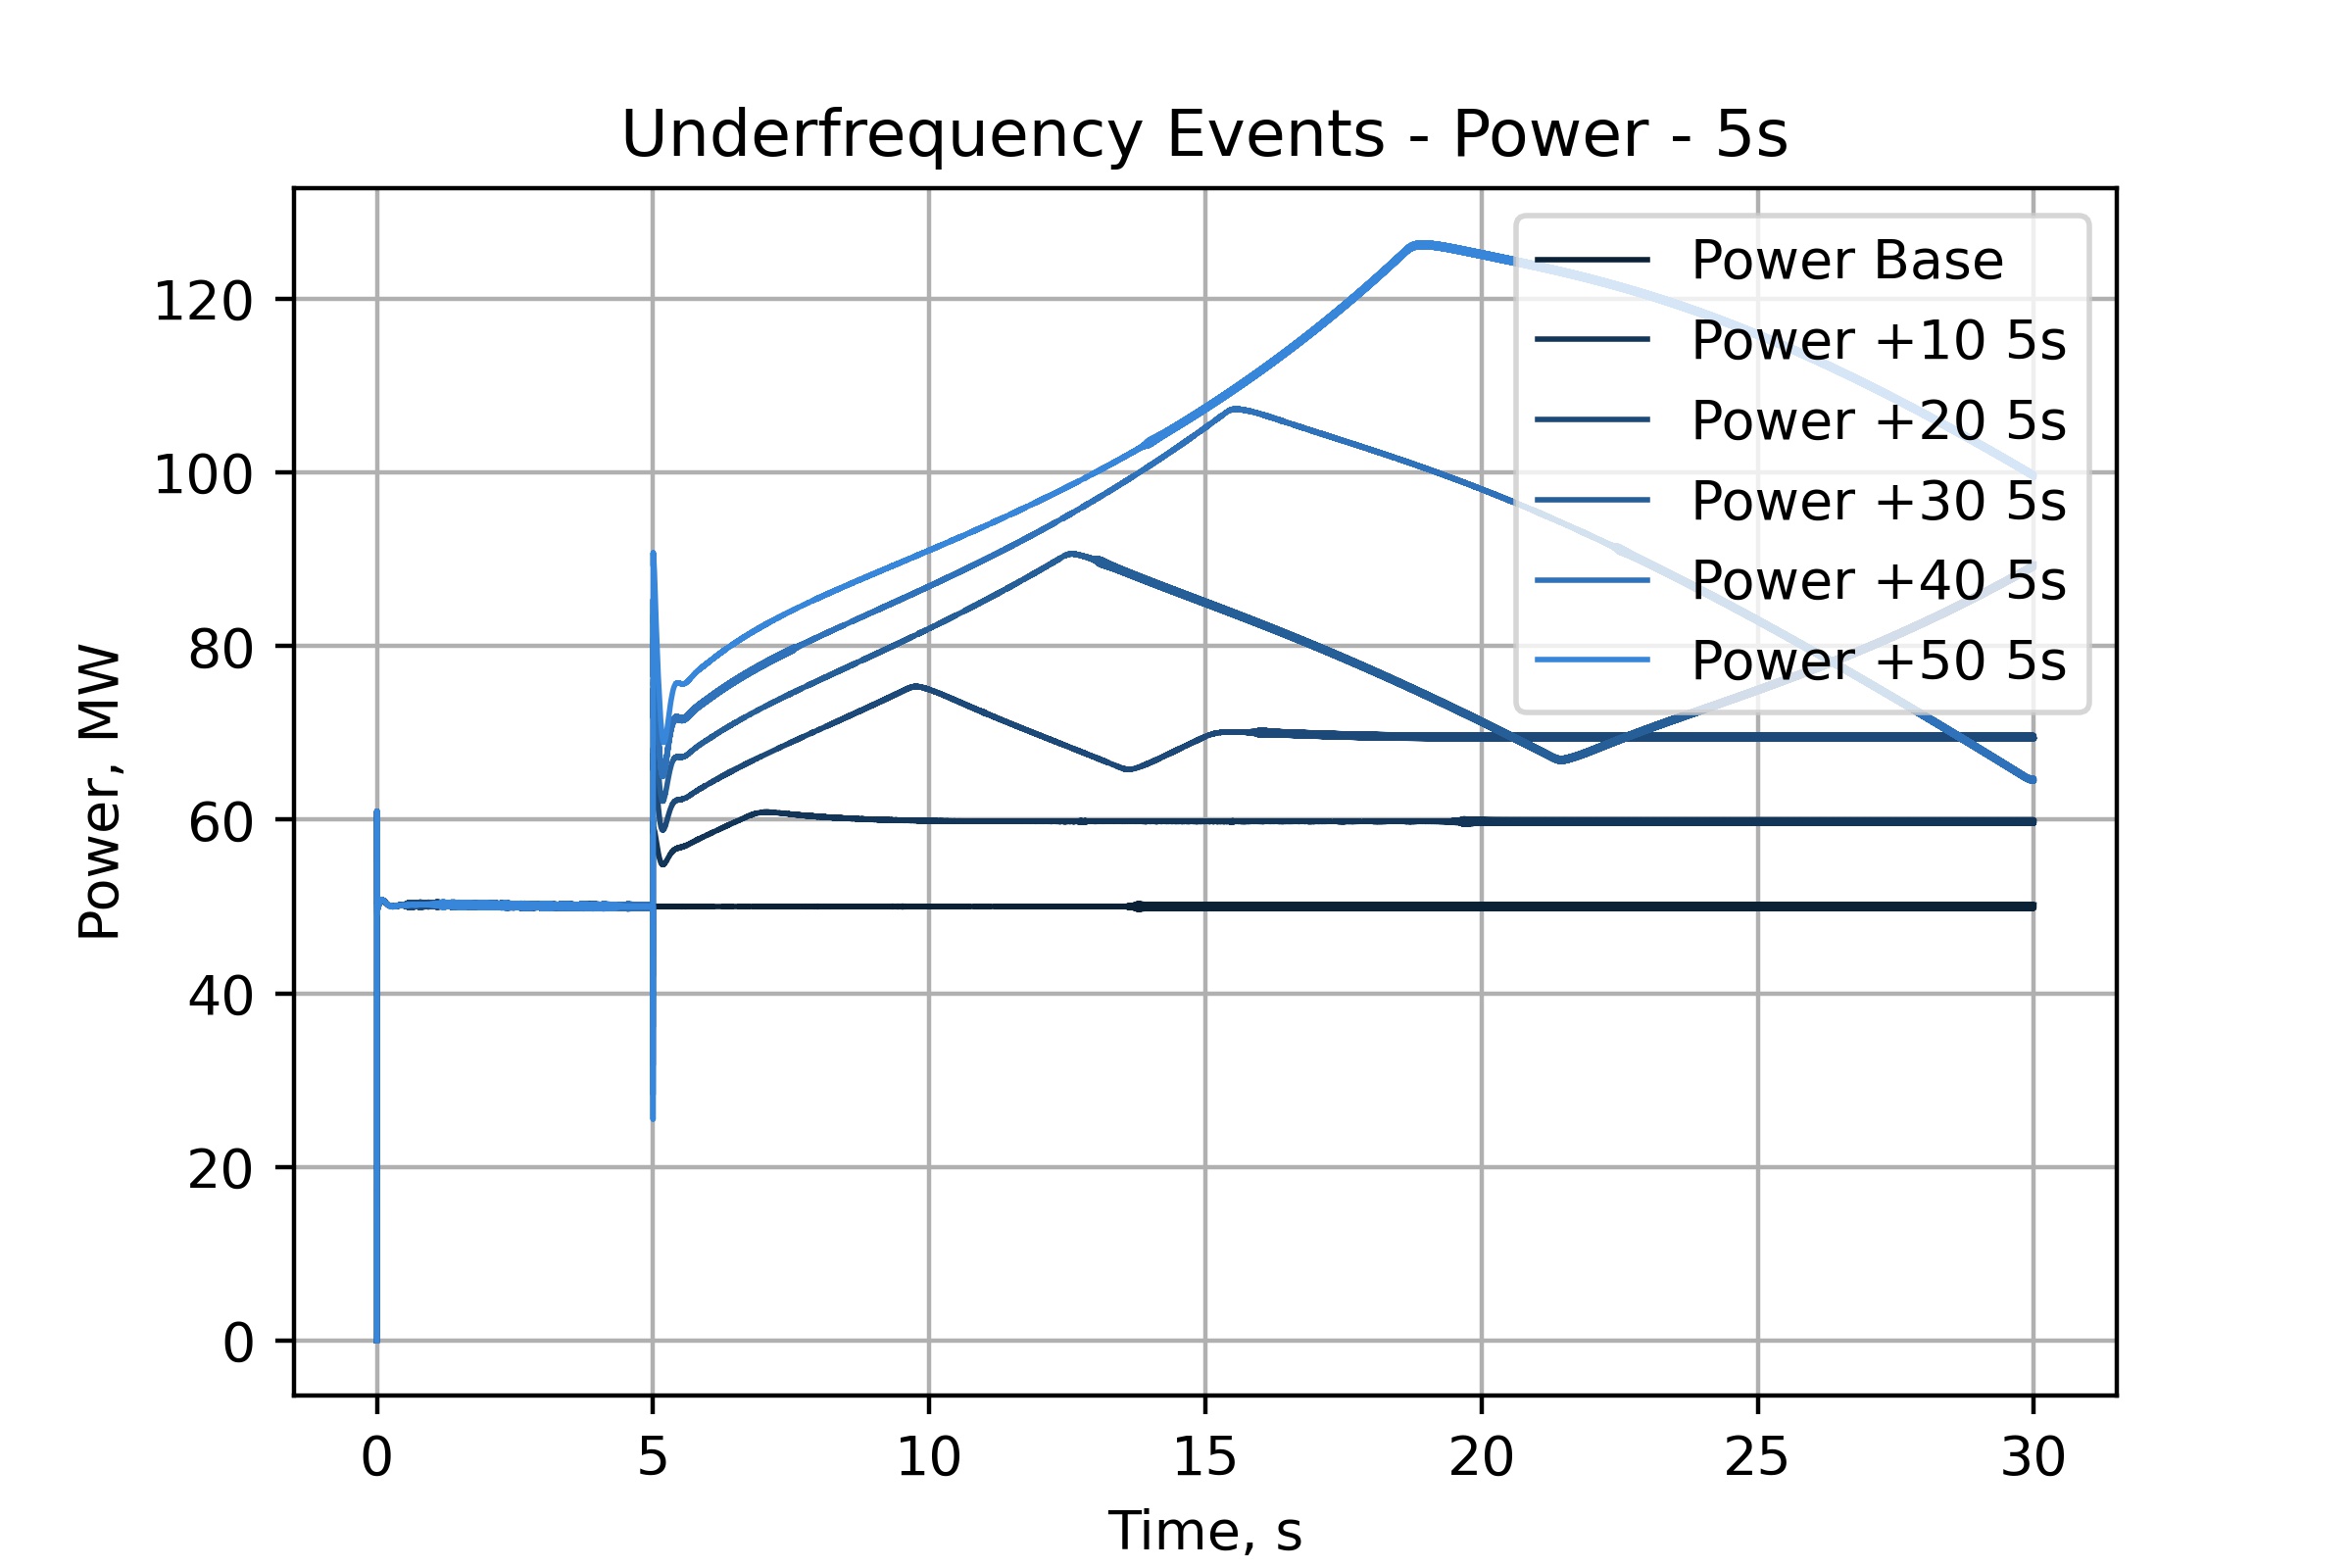 Underfrequency Events - Power - 5s
Power, MW
120
100
80
60
40
20
0
Power Base
Power +10 5s
Power +20 5s
Power +30 5s
Power +40 5s
Power +50 5s
0 5 10 15 20 25 30
Time, s